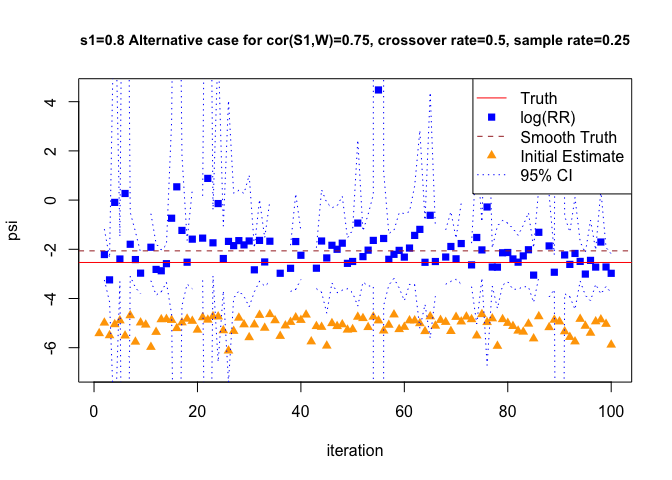 s1=0.8 Alternative case for cor(S1,W)=0.75, crossover rate=0.5, sample rate=0.25
Truth
log(RR)
Smooth Truth
Initial Estimate
95% CI
psi
4
2
0
-2
-4
-6
0 20 40 60 80 100
iteration